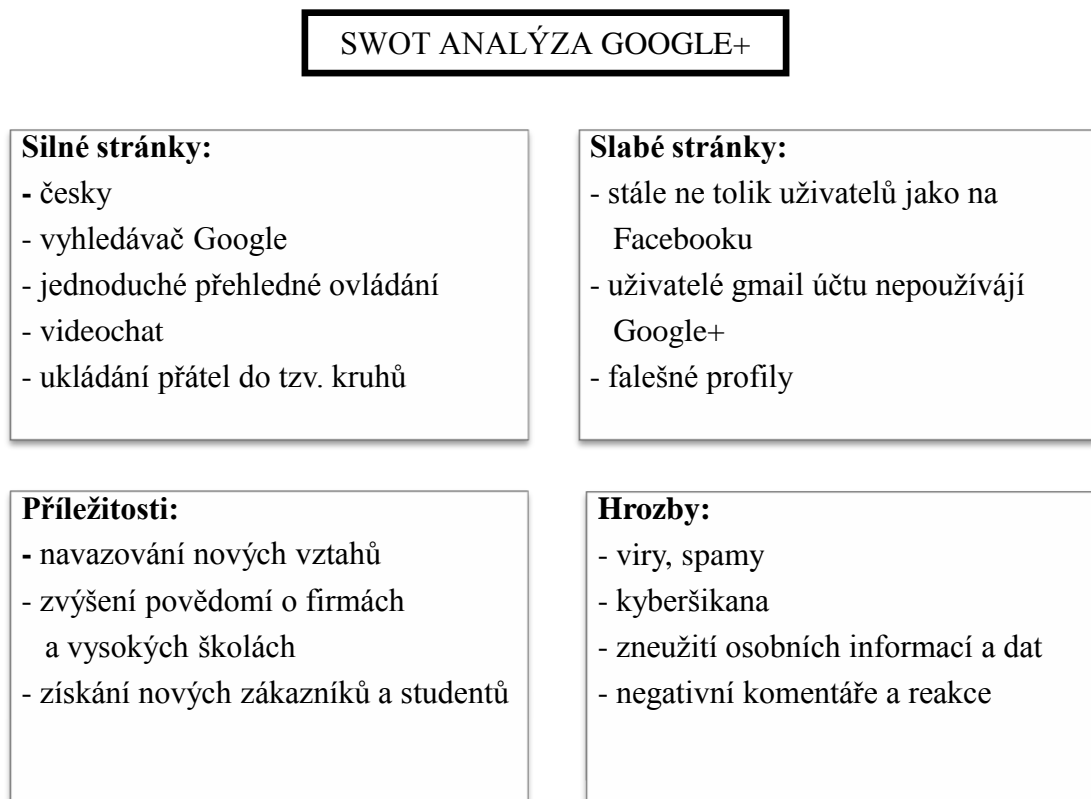 SWOT ANALÝZA GOOGLE+
Silné stránky:
- česky
- vyhledávač Google
- jednoduché přehledné ovládání
- videochat
- ukládání přátel do tzv. kruhů
Slabé stránky:
- stále ne tolik uživatelů jako na
Facebooku
- uživatelé gmail účtu nepoužívájí
Google+
- falešné profily
Příležitosti:
- navazování nových vztahů
- zvýšení povědomí o firmách
a vysokých školách
- získání nových zákazníků a studentů
Hrozby:
- viry, spamy
- kyberšikana
- zneužití osobních informací a dat
- negativní komentáře a reakce